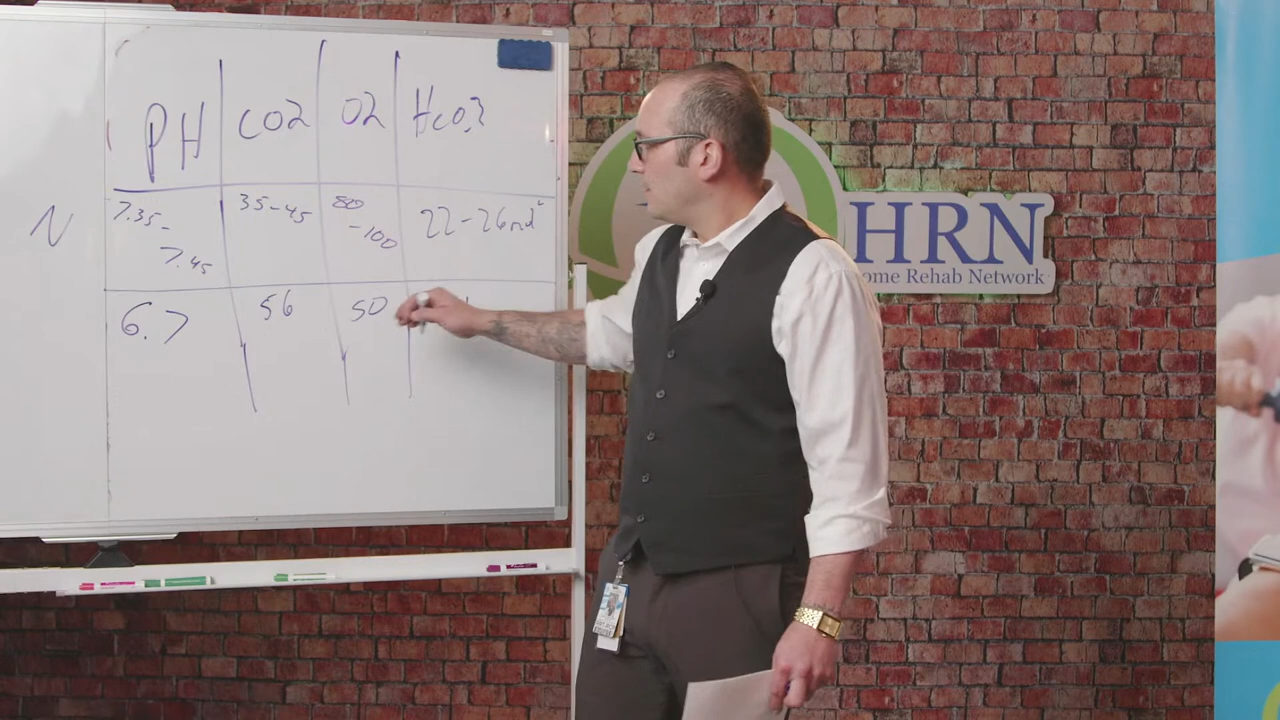 PH CO2 O2 HCO3
N 7.35- 35-45 80
7.45 -100 22-26
6.7 56 50
HRN
ome Rehab Network